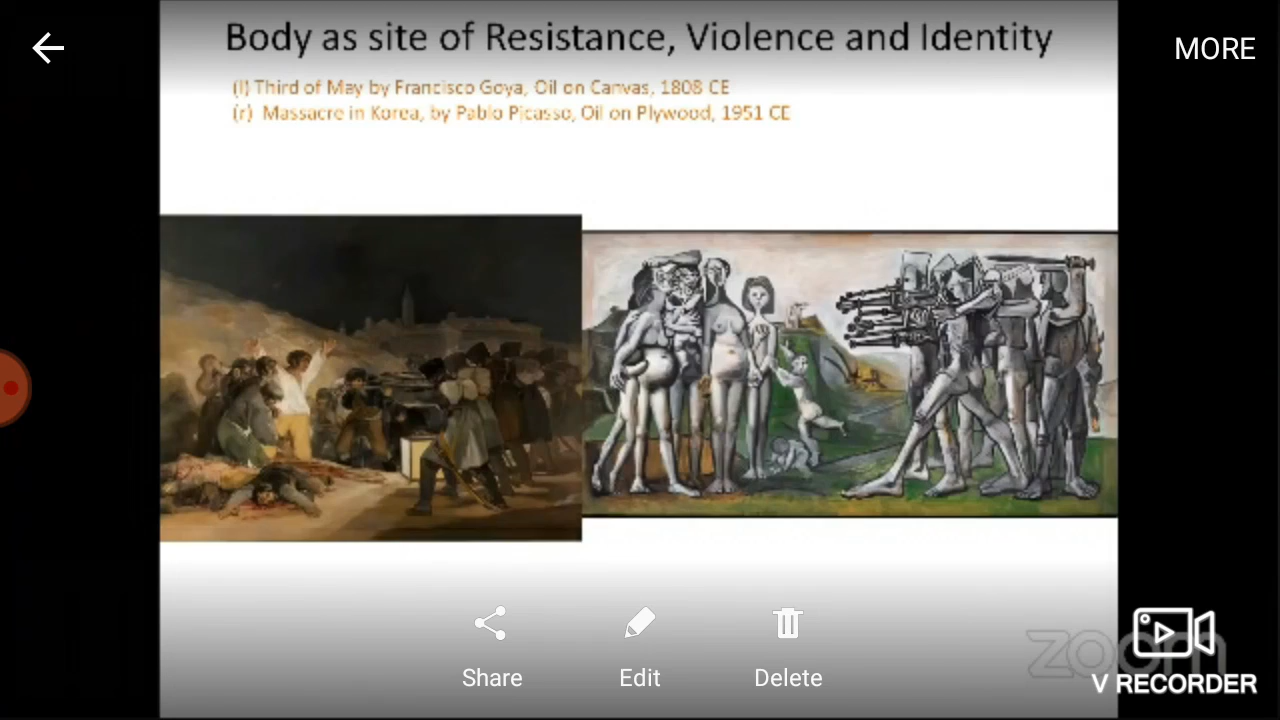 Body as site of Resistance, Violence and Identity
MORE
(l) Third of May by Francisco Goya, Oil on Canvas, 1808 CE
(r) Massacre in Korea, by Pablo Picasso, Oil on Plywood, 1951 CE
zoom
Share
Edit
Delete
V RECORDER